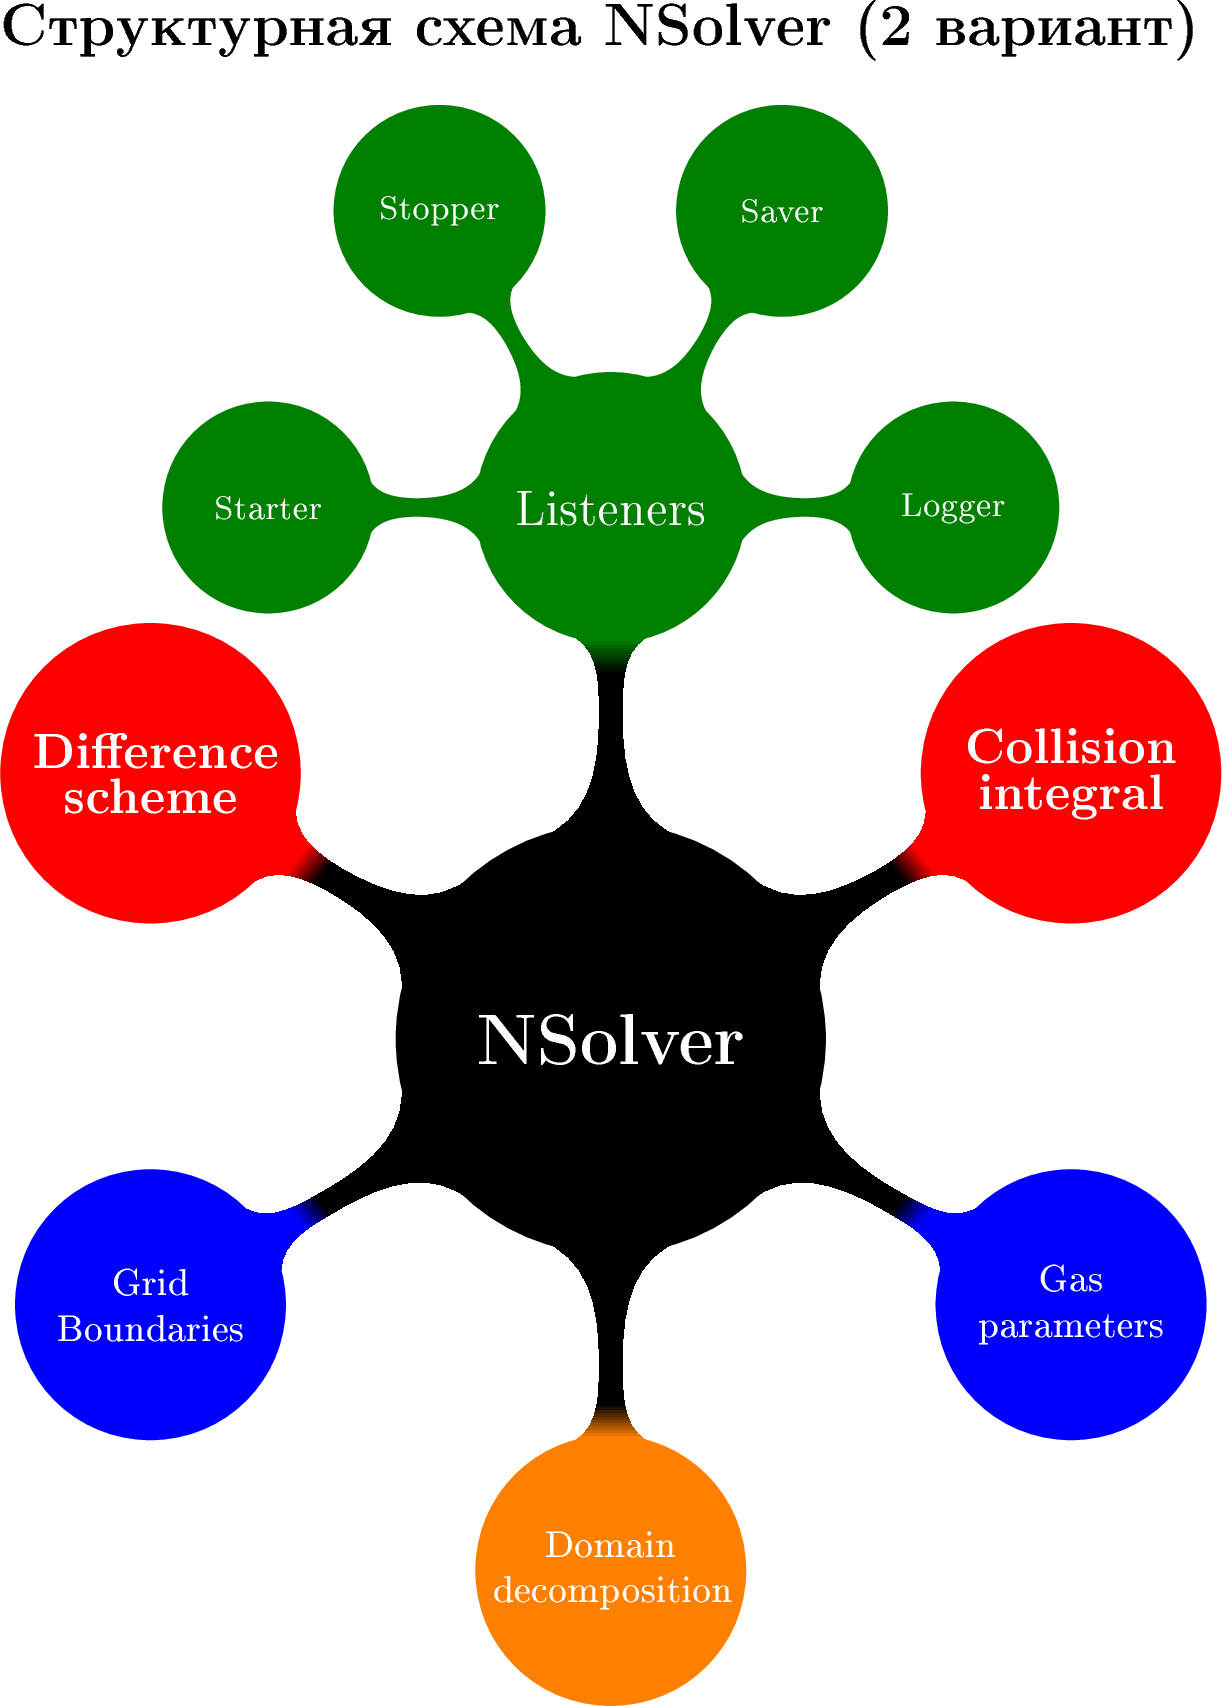 Структурная схема NSolver (2 вариант)
Stopper
Saver
Starter
Listeners
Logger
Difference
scheme
Collision
integral
NSolver
Grid
Boundaries
Gas
parameters
Domain
decomposition